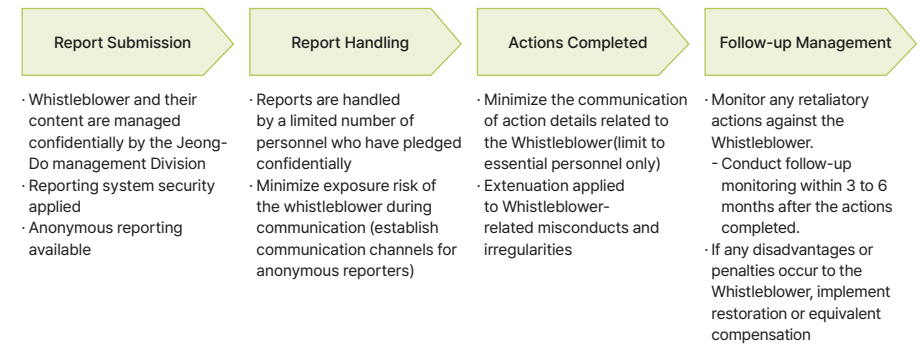 Report Submission
· Whistleblower and their
content are managed
confidentially by the Jeong-
Do management Division
· Reporting system security
applied
· Anonymous reporting
available
Report Handling
· Reports are handled
by a limited number of
personnel who have pledged
confidentially
· Minimize exposure risk of
the whistleblower during
communication (establish
communication channels for
anonymous reporters)
Actions Completed
· Minimize the communication
of action details related to
the Whistleblower(limit to
essential personnel only)
· Extenuation applied
to Whistleblower-
related misconducts and
irregularities
Follow-up Management
· Monitor any retaliatory
actions against the
Whistleblower.
- Conduct follow-up
monitoring within 3 to 6
months after the actions
completed.
· If any disadvantages or
penalties occur to the
Whistleblower, implement
restoration or equivalent
compensation